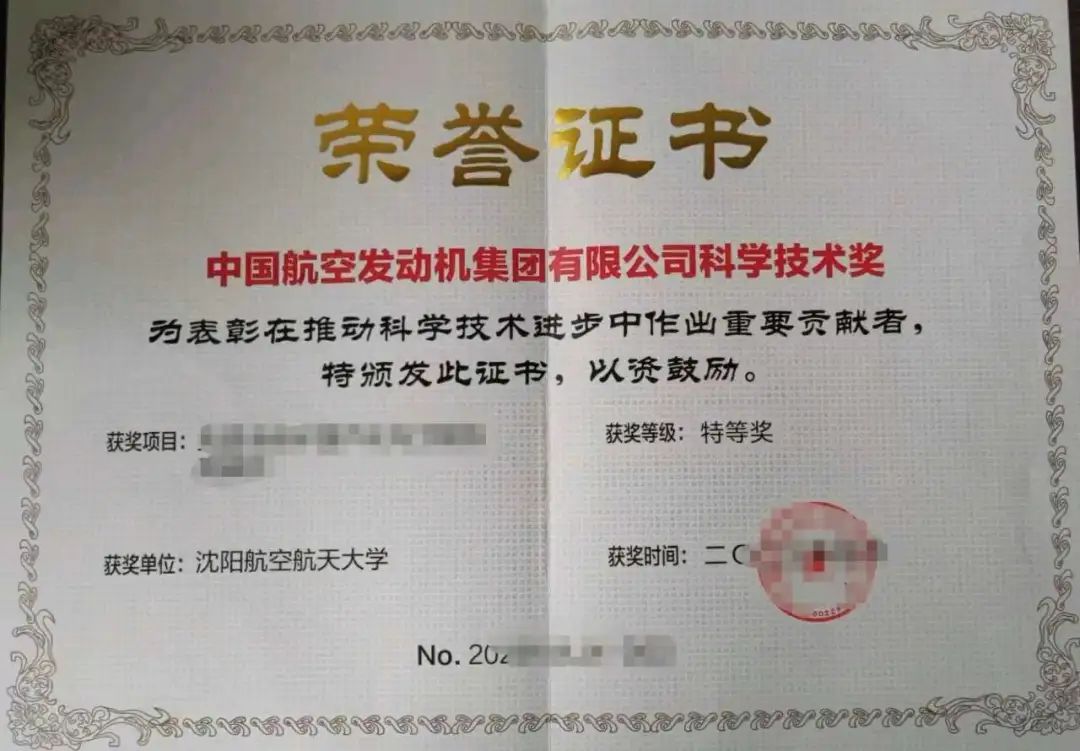 荣誉证书
中国航空发动机集团有限公司科学技术奖
为表彰在推动科学技术进步中作出重要贡献者，
特颁发此证书，以资鼓励。
获奖项目：
获奖等级：特等奖
获奖单位：沈阳航空航天大学
获奖时间：二〇
No. 202